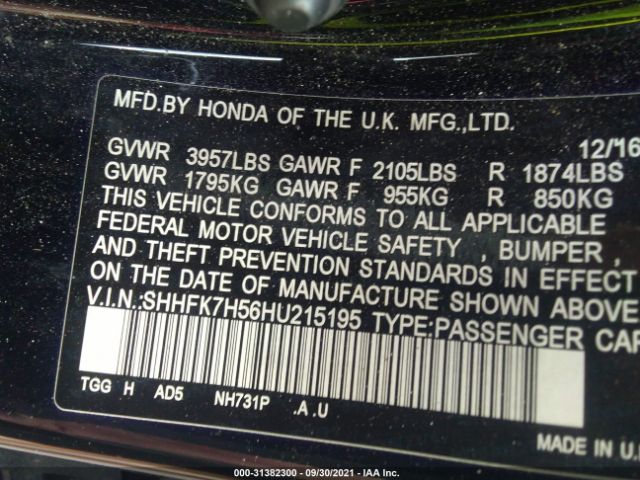 MFD.BY HONDA OF THE U.K. MFG.,LTD.
12/16
GVWR 3957LBS GAWR F 2105LBS R 1874LBS
GVWR 1795KG GAWR F 955KG R 850KG
THIS VEHICLE CONFORMS TO ALL APPLICABLE
FEDERAL MOTOR VEHICLE SAFETY , BUMPER ,
AND THEFT PREVENTION STANDARDS IN EFFECT
ON THE DATE OF MANUFACTURE SHOWN ABOVE
V.I.N.:SHHFK7H56HU215195 TYPE:PASSENGER CAR
TGG H AD5 NH731P .A .U
MADE IN U.
000-31382300 - 09/30/2021 - IAA Inc.